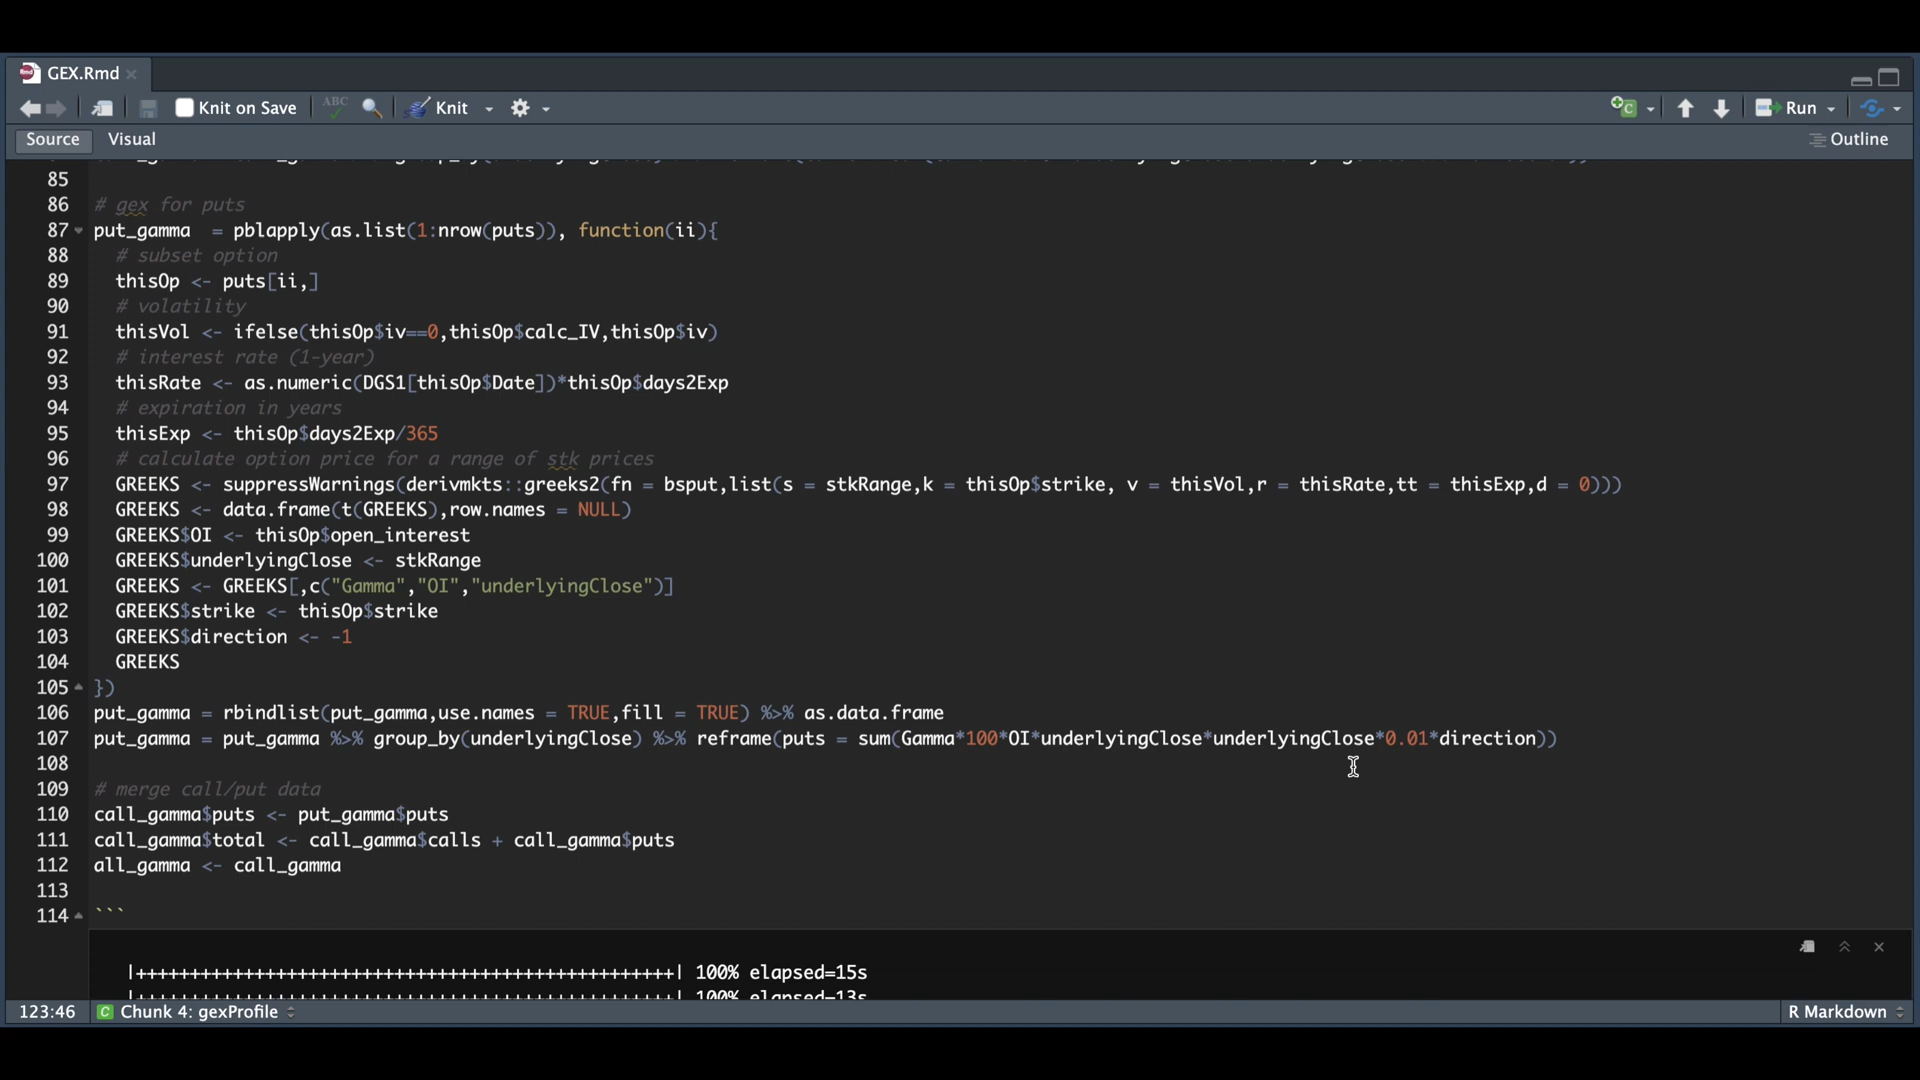 GEX.Rmd
Knit on Save ABC Knit Run
Source Visual Outline
85
86 # gex for puts
87 put_gamma  = pblapply(as.list(1:nrow(puts)), function(ii){
88   # subset option
89   thisOp <- puts[ii,]
90   # volatility
91   thisVol <- ifelse(thisOp$iv==0,thisOp$calc_IV,thisOp$iv)
92   # interest rate (1-year)
93   thisRate <- as.numeric(DGS1[thisOp$Date])*thisOp$days2Exp
94   # expiration in years
95   thisExp <- thisOp$days2Exp/365
96   # calculate option price for a range of stk prices
97   GREEKS <- suppressWarnings(derivmkts::greeks2(fn = bsput,list(s = stkRange,k = thisOp$strike, v = thisVol,r = thisRate,tt = thisExp,d = 0)))
98   GREEKS <- data.frame(t(GREEKS),row.names = NULL)
99   GREEKS$OI <- thisOp$open_interest
100   GREEKS$underlyingClose <- stkRange
101   GREEKS <- GREEKS[,c("Gamma","OI","underlyingClose")]
102   GREEKS$strike <- thisOp$strike
103   GREEKS$direction <- -1
104   GREEKS
105 })
106 put_gamma = rbindlist(put_gamma,use.names = TRUE,fill = TRUE) %>% as.data.frame
107 put_gamma = put_gamma %>% group_by(underlyingClose) %>% reframe(puts = sum(Gamma*100*OI*underlyingClose*underlyingClose*0.01*direction))
108
109 # merge call/put data
110 call_gamma$puts <- put_gamma$puts
111 call_gamma$total <- call_gamma$calls + call_gamma$puts
112 all_gamma <- call_gamma
113
114 ```
|++++++++++++++++++++++++++++++++++++++++++++++++++| 100% elapsed=15s
|++++++++++++++++++++++++++++++++++++++++++++++++++| 100% elapsed=13s
123:46 C Chunk 4: gexProfile R Markdown